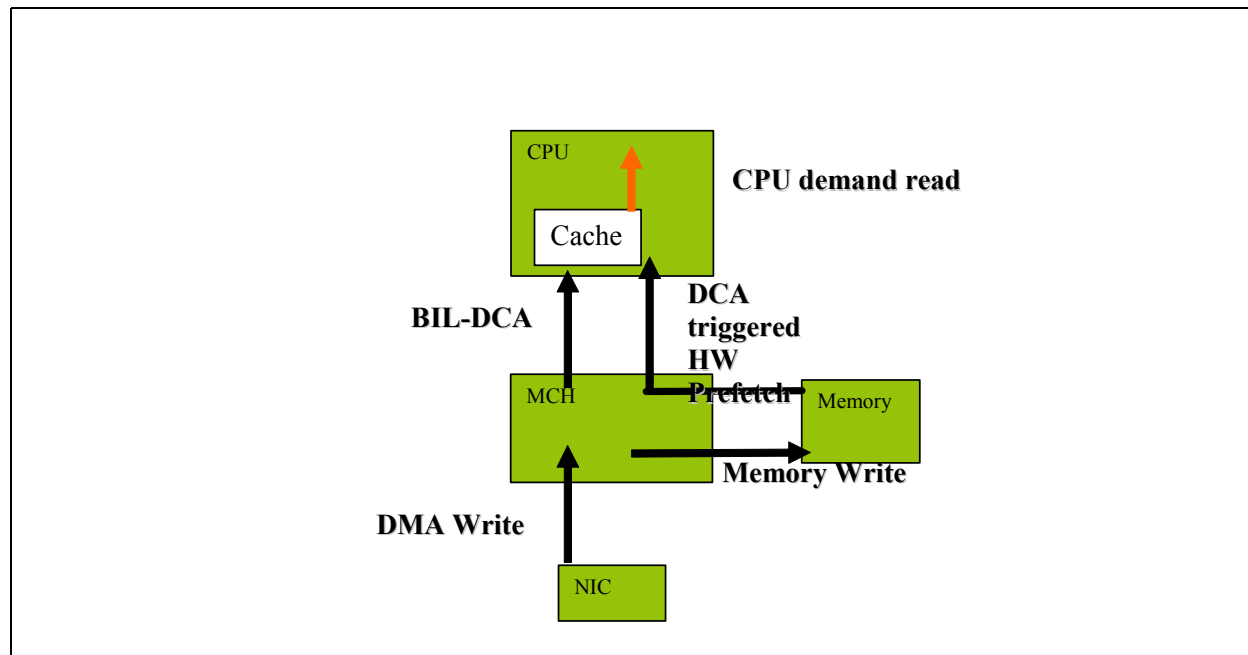 CPU
CPU demand read
Cache
BIL-DCA
DCA
triggered
HW
Prefetch
MCH
Memory
Memory Write
DMA Write
NIC